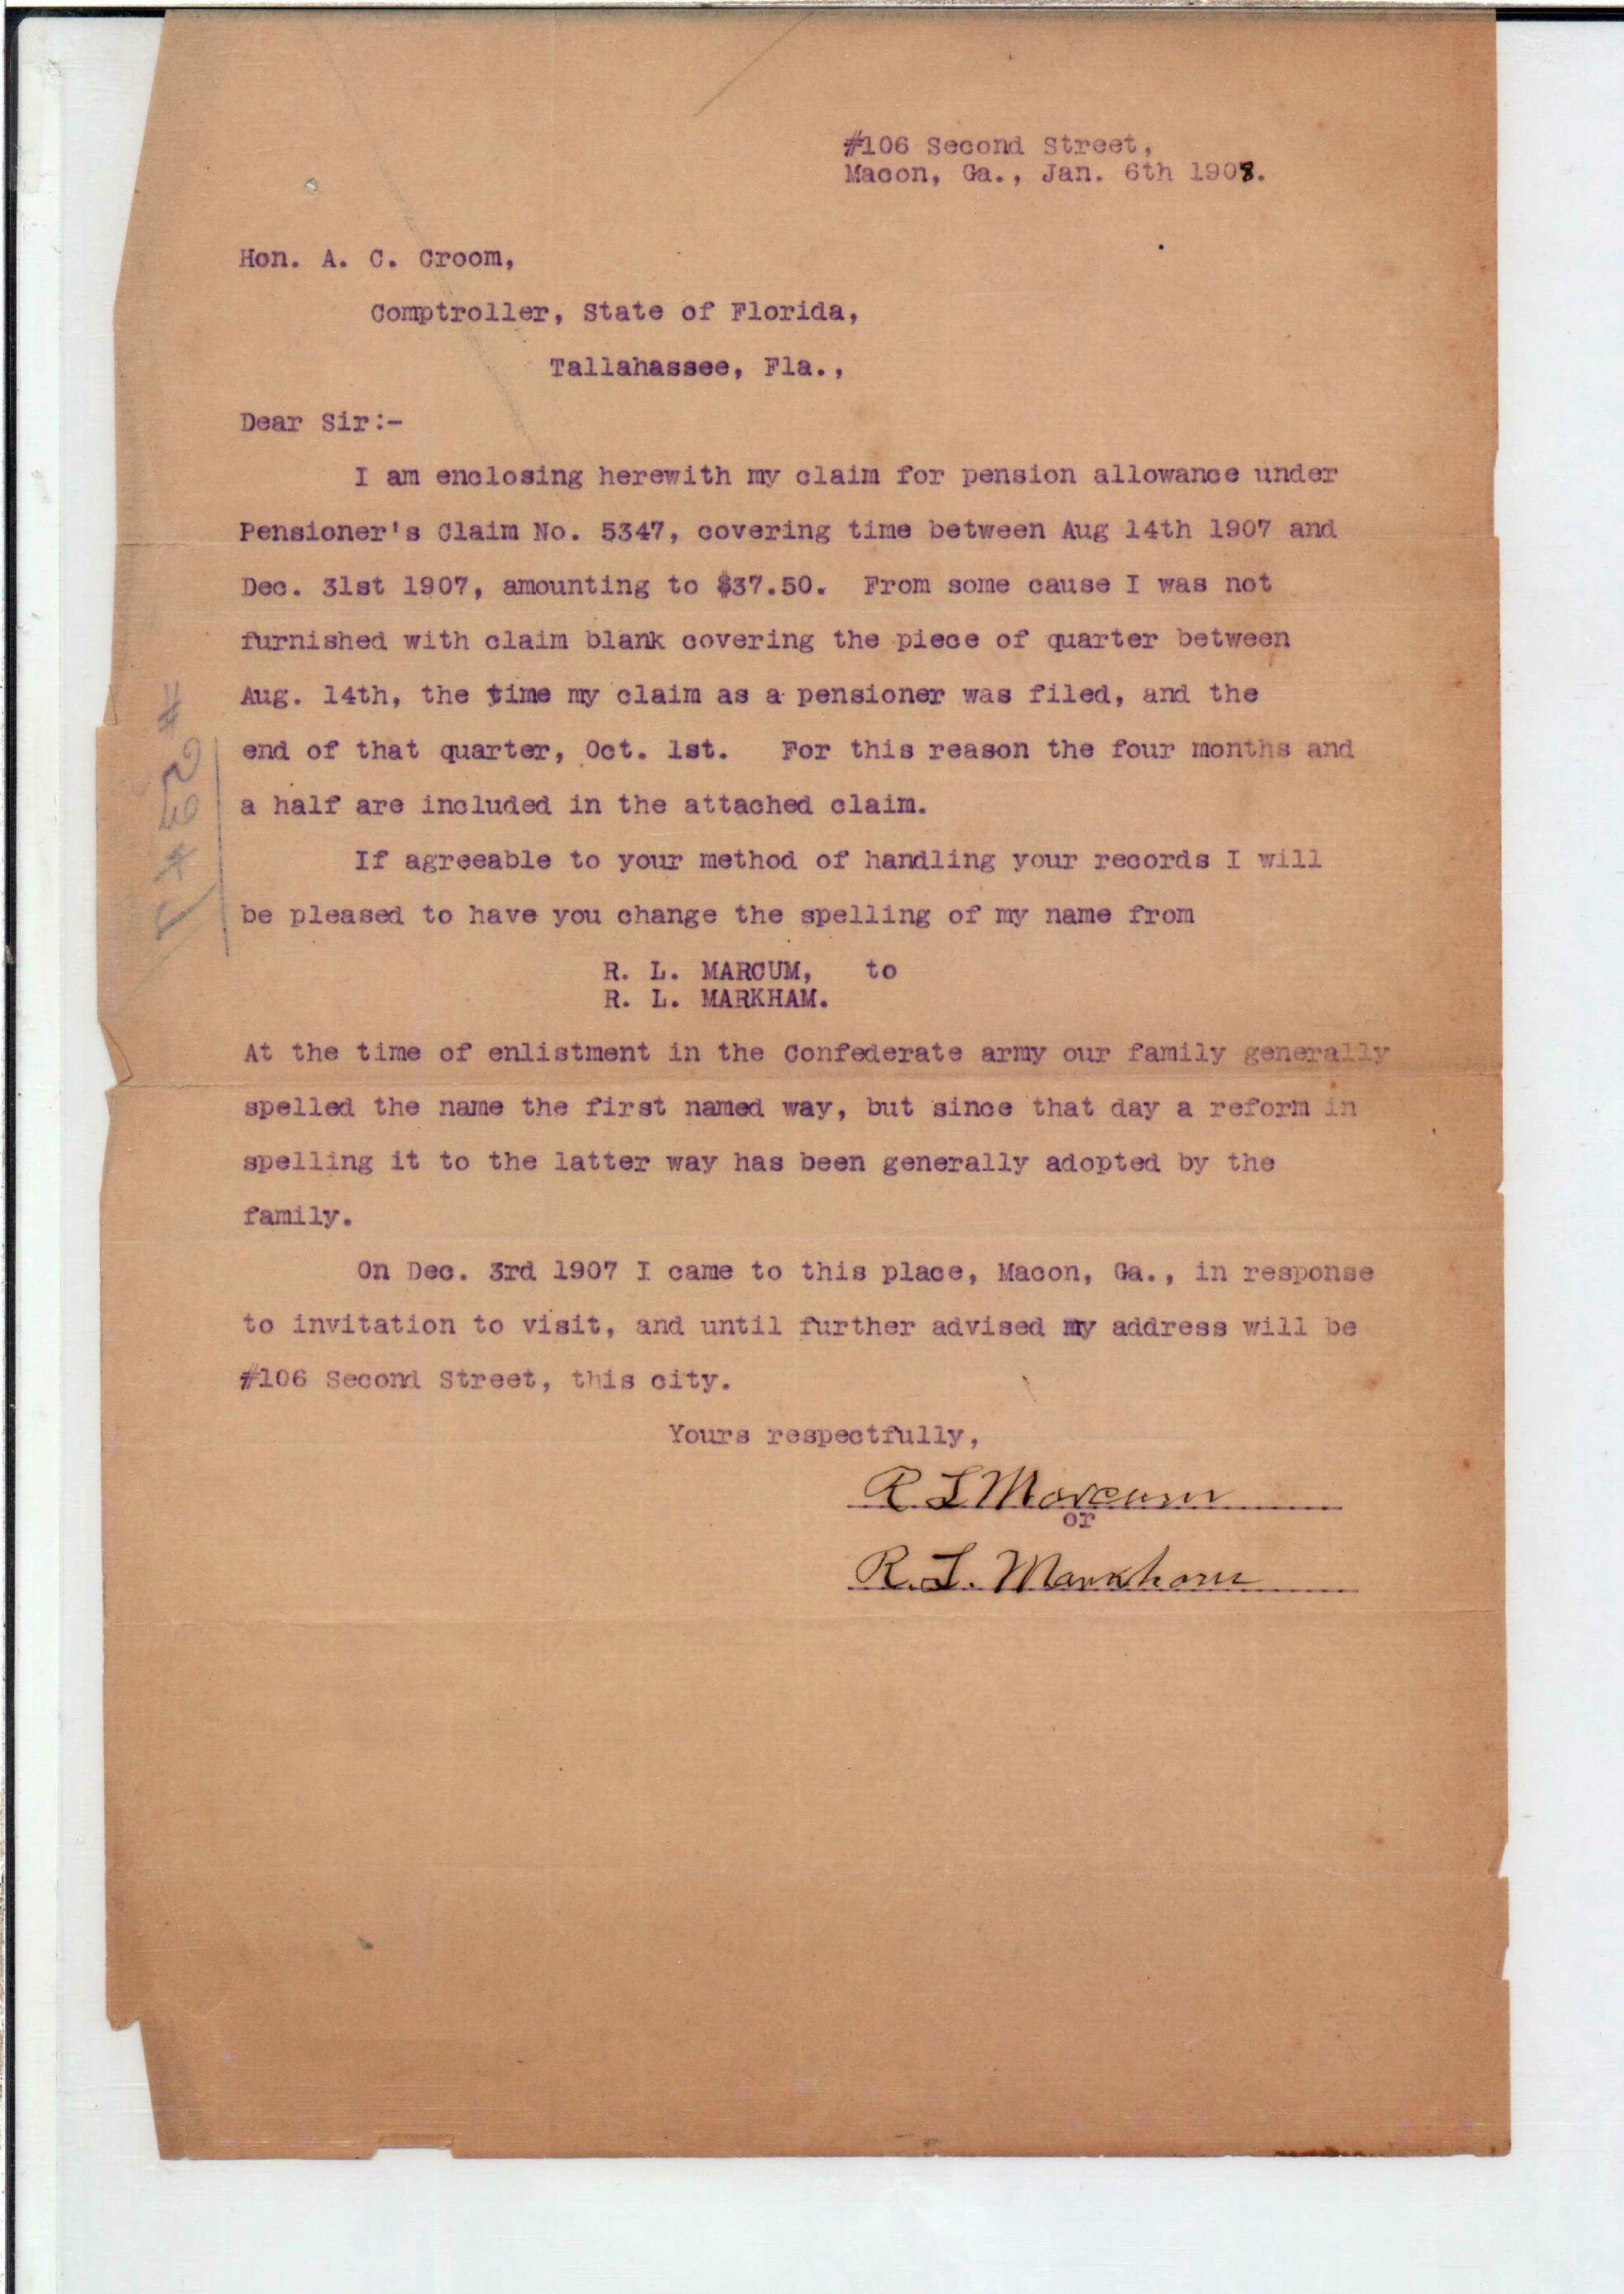 #106 Second Street,
Macon, Ga., Jan. 6th 1908.
Hon. A. C. Croom,
Comptroller, State of Florida,
Tallahassee, Fla.,
Dear Sir:-
I am enclosing herewith my claim for pension allowance under
Pensioner's Claim No. 5347, covering time between Aug 14th 1907 and
Dec. 31st 1907, amounting to $37.50. From some cause I was not
furnished with claim blank covering the piece of quarter between
Aug. 14th, the time my claim as a pensioner was filed, and the
end of that quarter, Oct. 1st. For this reason the four months and
a half are included in the attached claim.
If agreeable to your method of handling your records I will
be pleased to have you change the spelling of my name from
R. L. MARCUM, to
R. L. MARKHAM.
At the time of enlistment in the Confederate army our family generally
spelled the name the first named way, but since that day a reform in
spelling it to the latter way has been generally adopted by the
family.
On Dec. 3rd 1907 I came to this place, Macon, Ga., in response
to invitation to visit, and until further advised my address will be
#106 Second Street, this city.
Yours respectfully,
R L Marcum
or
R. L. Markham